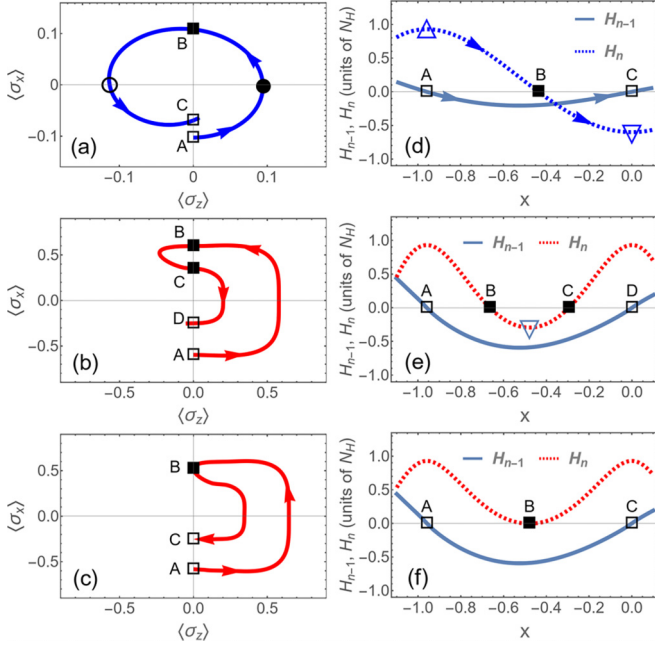 0.1
0
-0.1
⟨σx⟩
B
C
A
(a)
-0.1
0.0
0.1
⟨σz⟩
Hn-1, Hn (units of NH)
1.0
0.5
0.0
-0.5
-1.0
A
B
C
Hn-1
Hn
(d)
-1.0 -0.8 -0.6 -0.4 -0.2 0.0
x
⟨σx⟩
0.5
0.0
-0.5
B
C
D
A
(b)
-0.5
0.0
0.5
⟨σz⟩
Hn-1, Hn (units of NH)
1.0
0.5
0.0
-0.5
-1.0
Hn-1
Hn
A
B
C
D
(e)
-1.0 -0.8 -0.6 -0.4 -0.2 0.0
x
⟨σx⟩
0.5
0.0
-0.5
B
C
A
(c)
-0.5
0.0
0.5
⟨σz⟩
Hn-1, Hn (units of NH)
1.0
0.5
0.0
-0.5
-1.0
Hn-1
Hn
A
B
C
(f)
-1.0 -0.8 -0.6 -0.4 -0.2 0.0
x